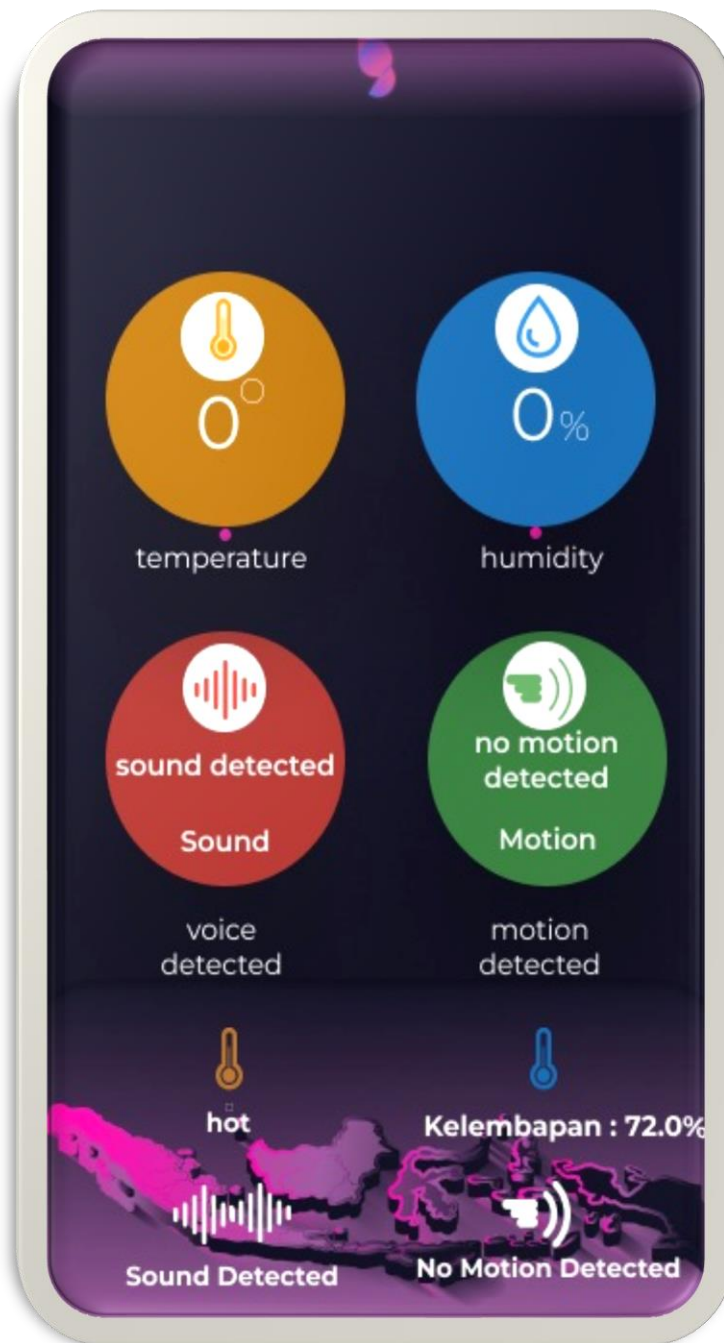 0°
0%
temperature
humidity
sound detected
Sound
no motion
detected
Motion
voice
detected
motion
detected
hot
Kelembapan : 72.0%
Sound Detected
No Motion Detected